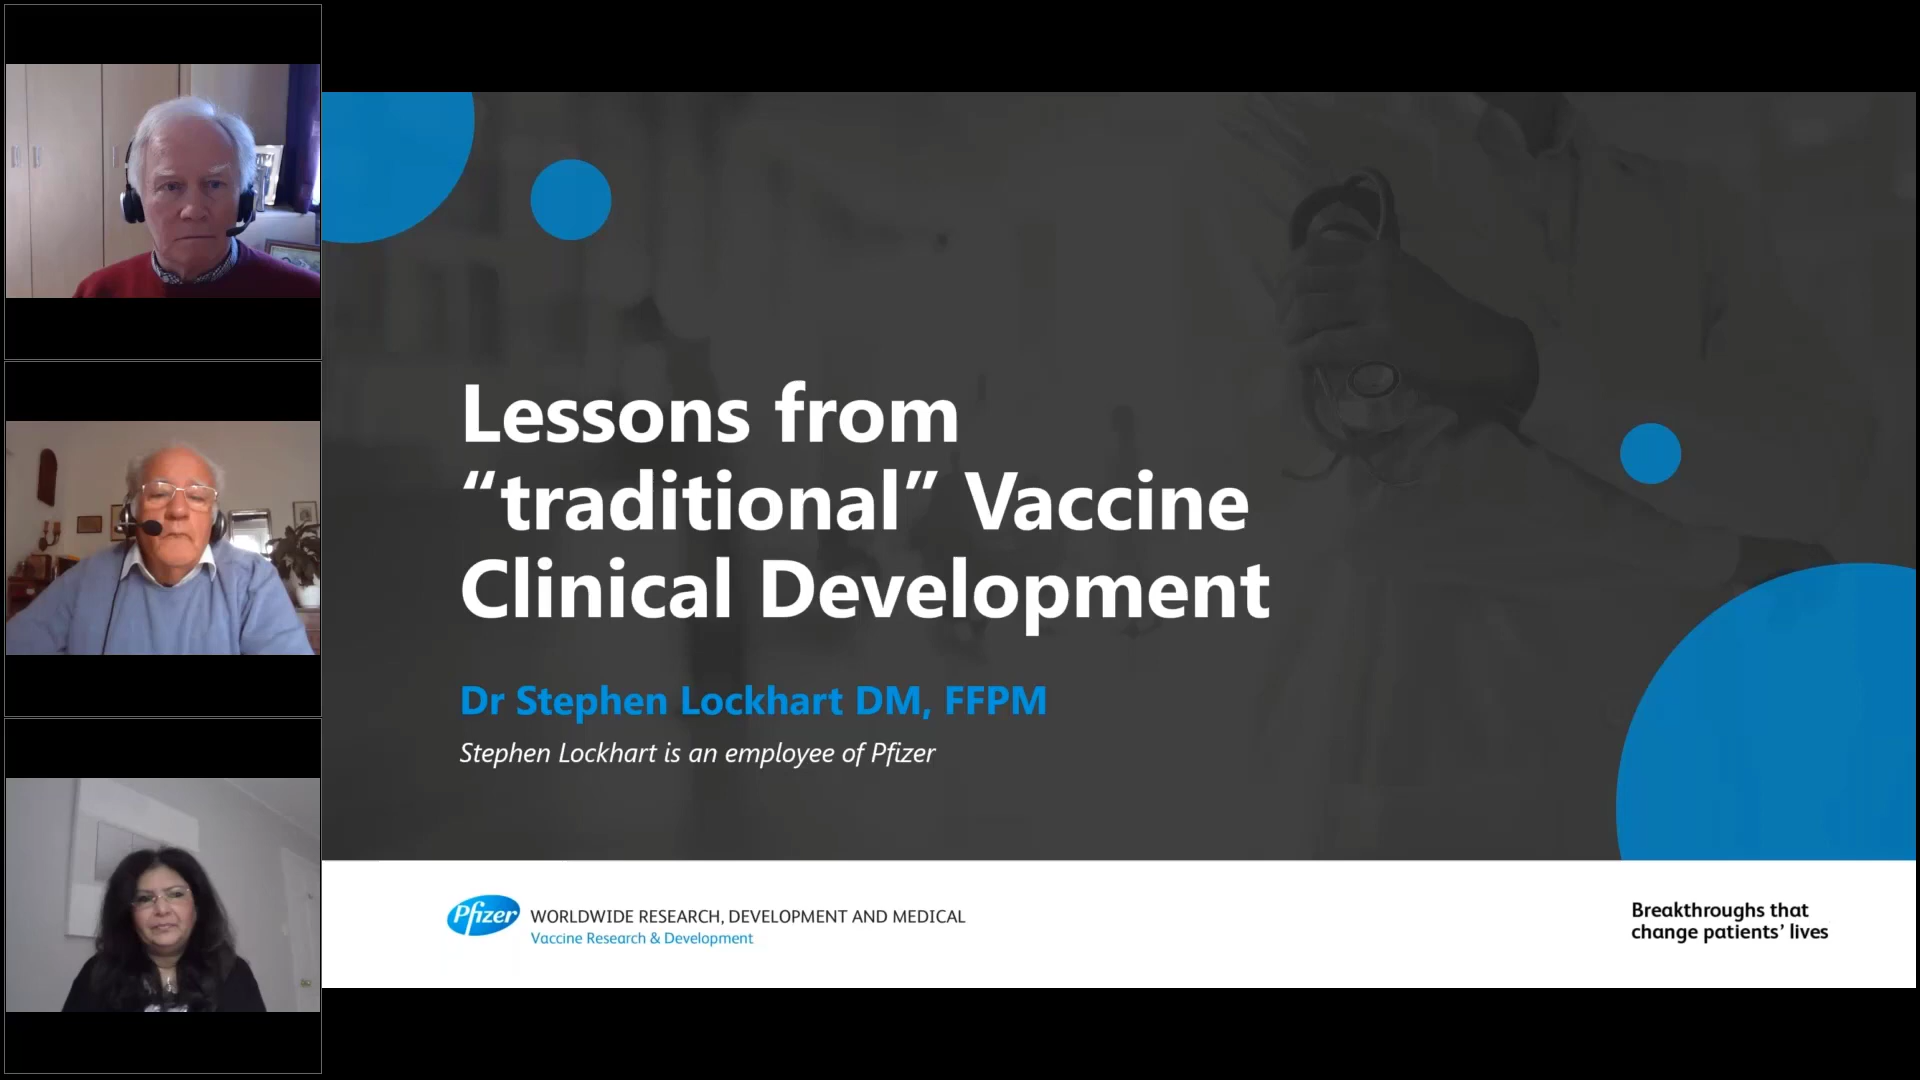 Lessons from
“traditional” Vaccine
Clinical Development
Dr Stephen Lockhart DM, FFPM
Stephen Lockhart is an employee of Pfizer
Pfizer
WORLDWIDE RESEARCH, DEVELOPMENT AND MEDICAL
Vaccine Research & Development
Breakthroughs that
change patients’ lives